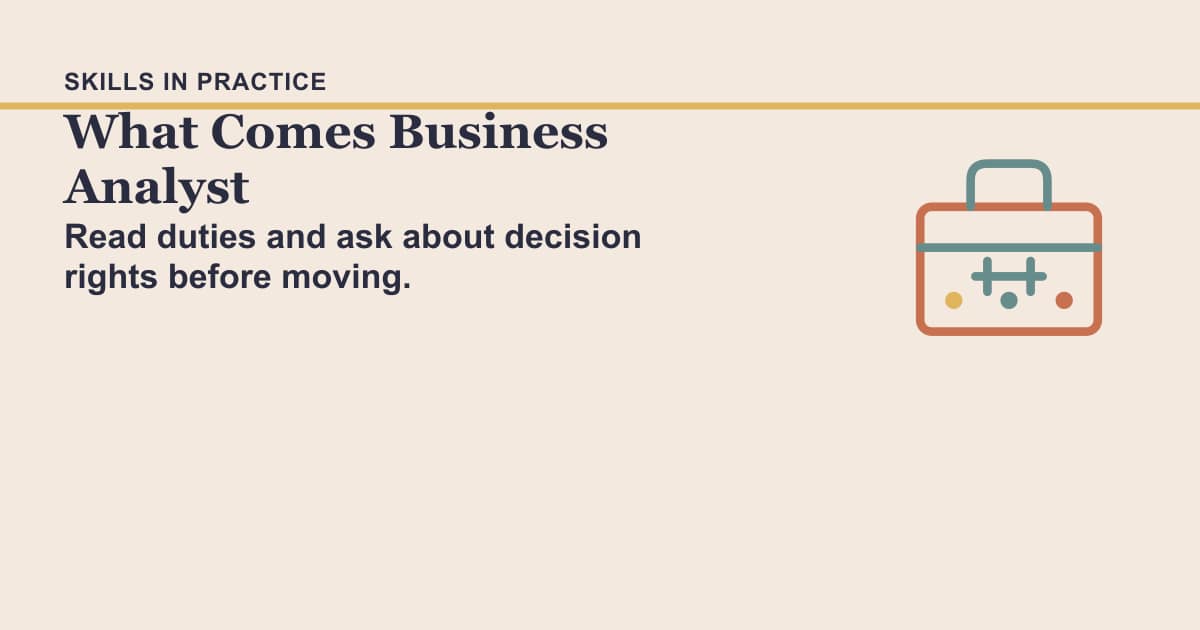 SKILLS IN PRACTICE
What Comes Business
Analyst
Read duties and ask about decision
rights before moving.